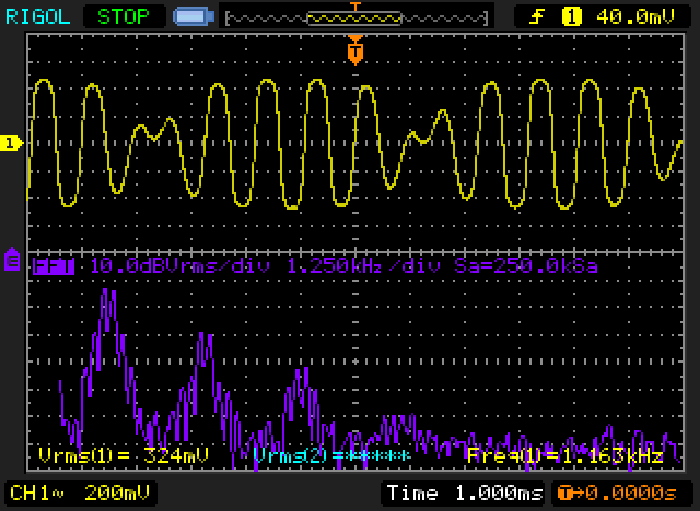 RIGOL STOP T 1 40.0mV
T
1
FFT 10.0dBVrms/div 1.250kHz/div Sa=250.0kSa
Vrms(1)= 324mV Vrms(2)=***** Freq(1)=1.163kHz
CH1~ 200mV Time 1.000ms T→0.0000s